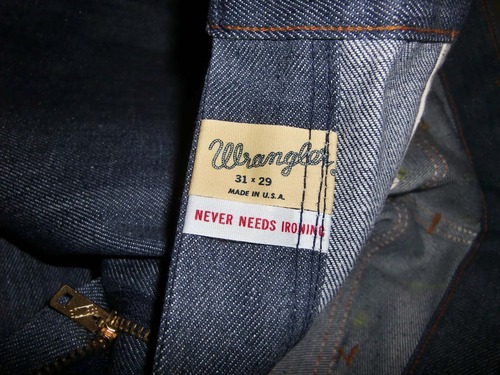 Wrangler
31 x 29
MADE IN U.S.A.
NEVER NEEDS IRONING